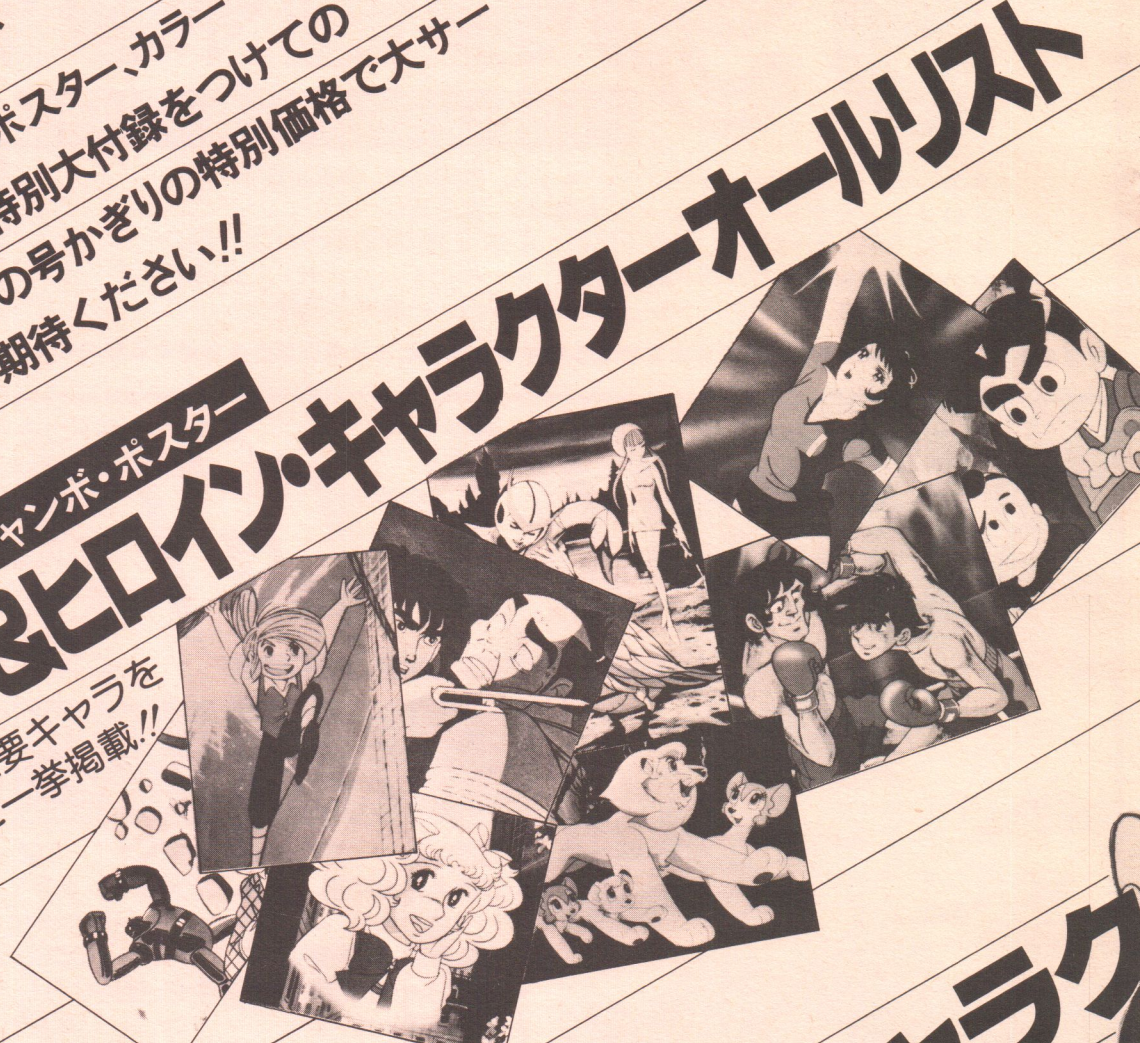 ポスター、カラー
特別大付録をつけての
の号かぎりの特別価格で大サー
期待ください!!
ャンボ・ポスター
&ヒロイン・キャラクターオールリスト
要キャラを
一挙掲載!!
ャラク